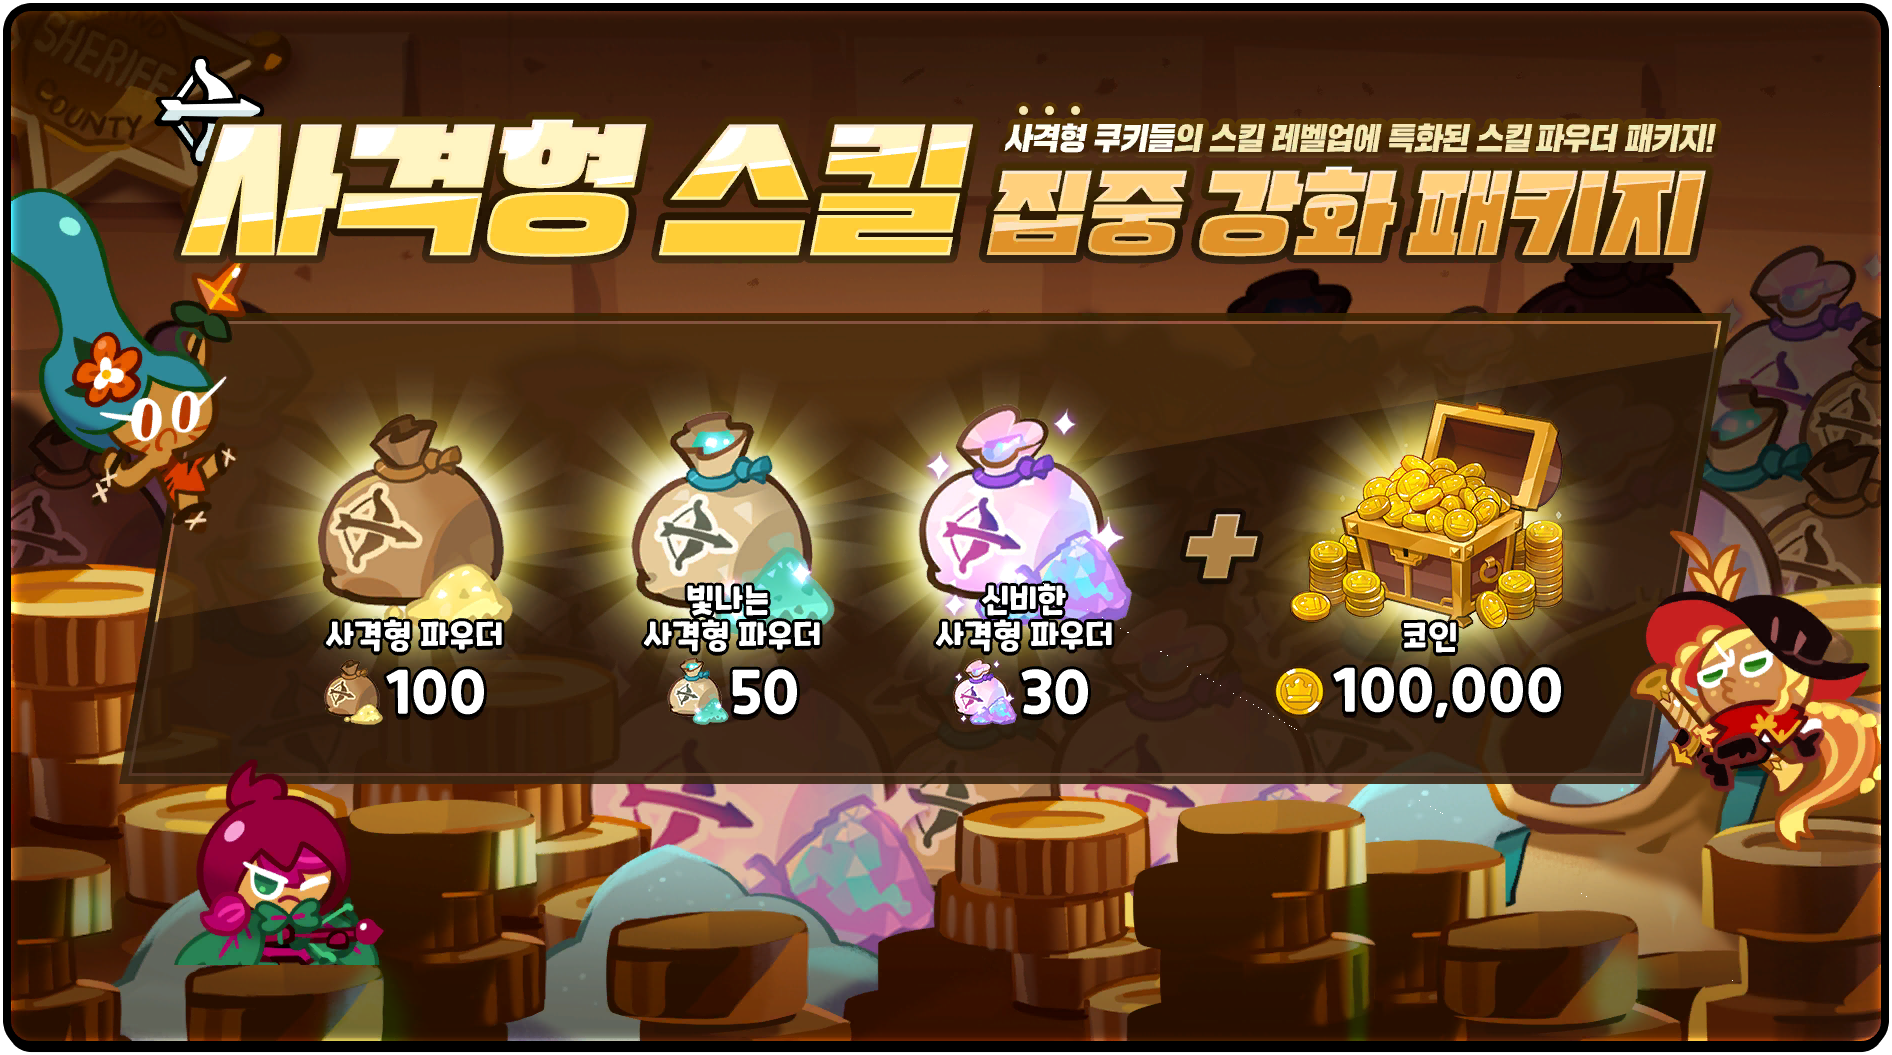 SHERIFF
COUNTY
사격형 스킬
사격형 쿠키들의 스킬 레벨업에 특화된 스킬 파우더 패키지!
집중 강화 패키지
사격형 파우더
100
빛나는
사격형 파우더
50
신비한
사격형 파우더
30
코인
100,000